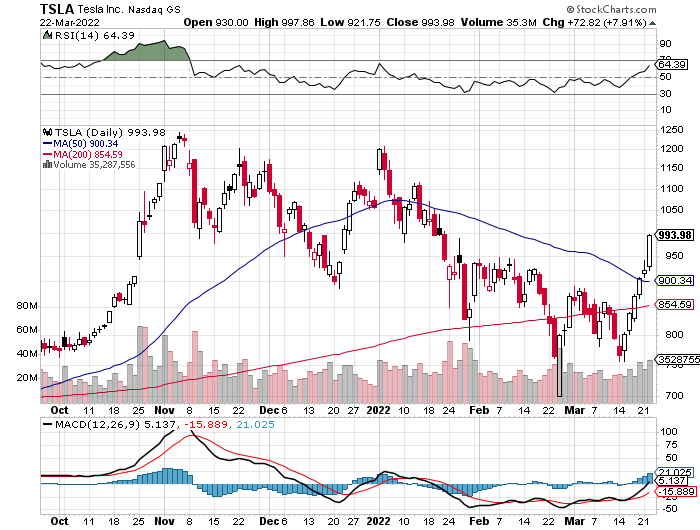 TSLA Tesla Inc. Nasdaq GS
© StockCharts.com
22-Mar-2022
Open 930.00 High 997.86 Low 921.75 Close 993.98 Volume 35.3M Chg +72.82 (+7.91%)
RSI(14) 64.39
90
70
64.39
50
30
10
TSLA (Daily) 993.98
MA(50) 900.34
MA(200) 854.59
Volume 35,287,556
1250
1200
1150
1100
1050
993.98
950
900.34
854.59
800
750
700
35287556
80M
60M
40M
20M
Oct 11 18 25 Nov 8 15 22 Dec 6 13 20 27 2022 10 18 24 Feb 7 14 22 Mar 7 14 21
MACD(12,26,9) 5.137, -15.889, 21.025
100
75
50
21.025
5.137
-15.889
-25
-50
Oct 11 18 25 Nov 8 15 22 Dec 6 13 20 27 2022 10 18 24 Feb 7 14 22 Mar 7 14 21